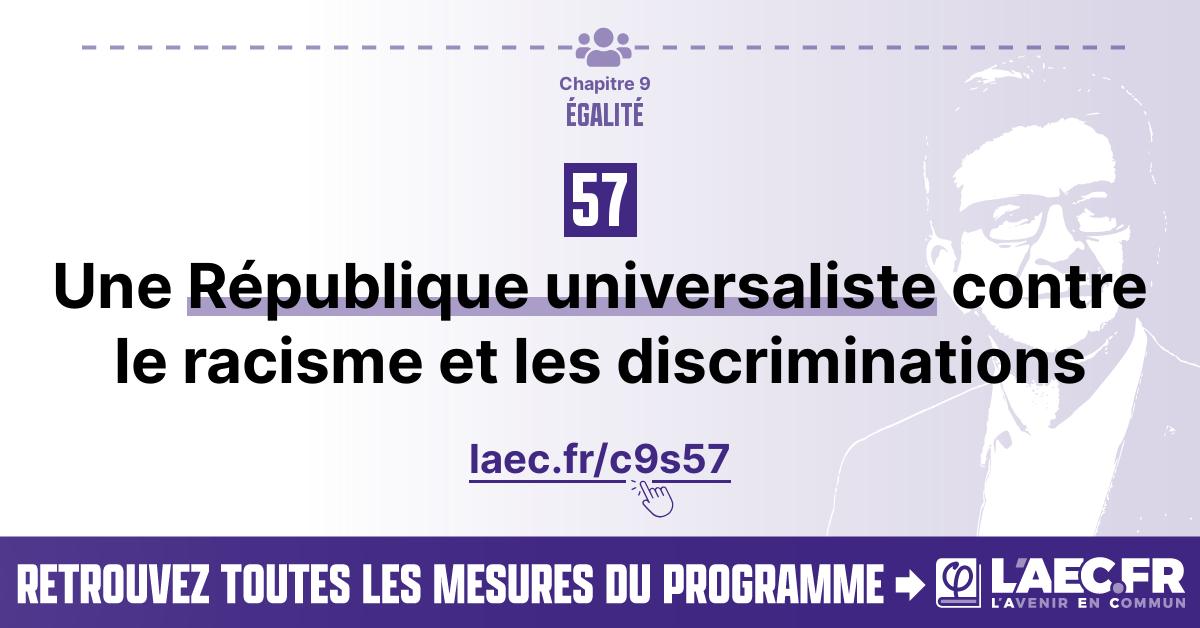 Chapitre 9
ÉGALITÉ
57
Une République universaliste contre
le racisme et les discriminations
laec.fr/c9s57
RETROUVEZ TOUTES LES MESURES DU PROGRAMME
φ
L'AEC.FR
L'AVENIR EN COMMUN